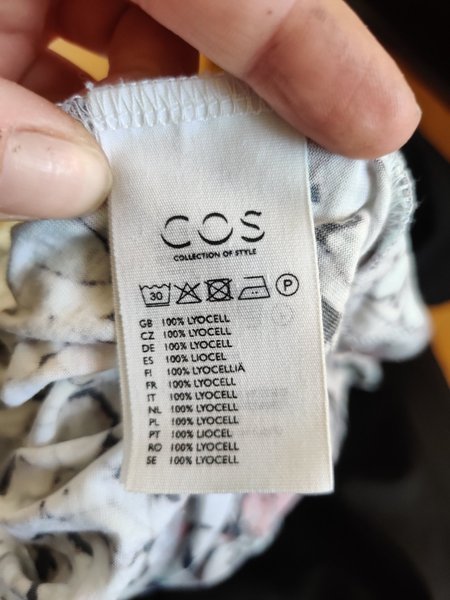 COS
COLLECTION OF STYLE
30 P
GB 100% LYOCELL
CZ 100% LYOCELL
DE 100% LYOCELL
ES 100% LIOCEL
FI 100% LYOCELLIÄ
FR 100% LYOCELL
IT 100% LYOCELL
NL 100% LYOCELL
PL 100% LYOCELL
PT 100% LIOCEL
RO 100% LYOCELL
SE 100% LYOCELL